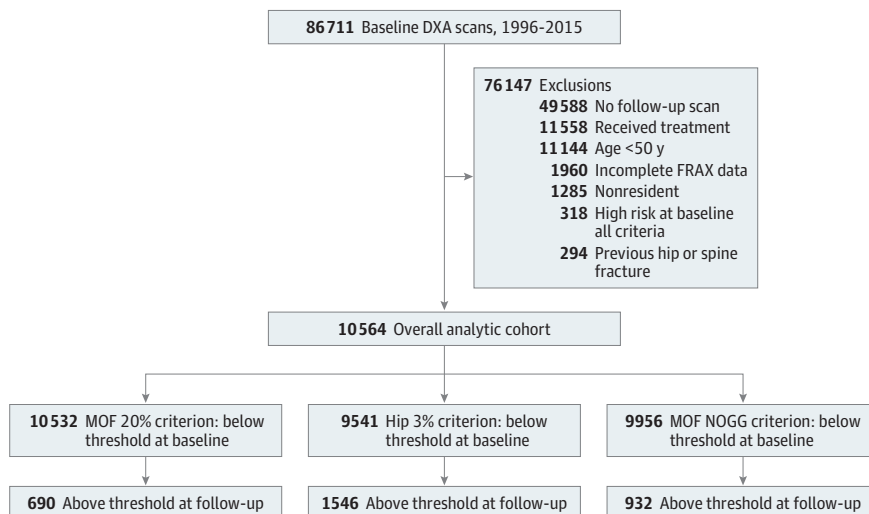 86711 Baseline DXA scans, 1996-2015
76147 Exclusions
49588 No follow-up scan
11558 Received treatment
11144 Age <50 y
1960 Incomplete FRAX data
1285 Nonresident
318 High risk at baseline
all criteria
294 Previous hip or spine
fracture
10564 Overall analytic cohort
10532 MOF 20% criterion: below
threshold at baseline
9541 Hip 3% criterion: below
threshold at baseline
9956 MOF NOGG criterion: below
threshold at baseline
690 Above threshold at follow-up
1546 Above threshold at follow-up
932 Above threshold at follow-up